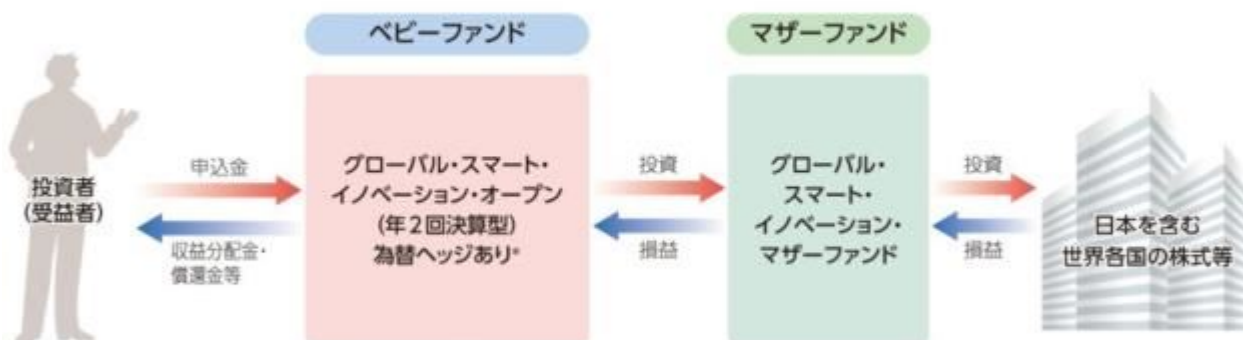 ベビーファンド
マザーファンド
投資者
(受益者)
申込金
収益分配金・
償還金等
グローバル・スマート・
イノベーション・オープン
(年2回決算型)
為替ヘッジあり*
投資
損益
グローバル・
スマート・
イノベーション・
マザーファンド
投資
損益
日本を含む
世界各国の株式等